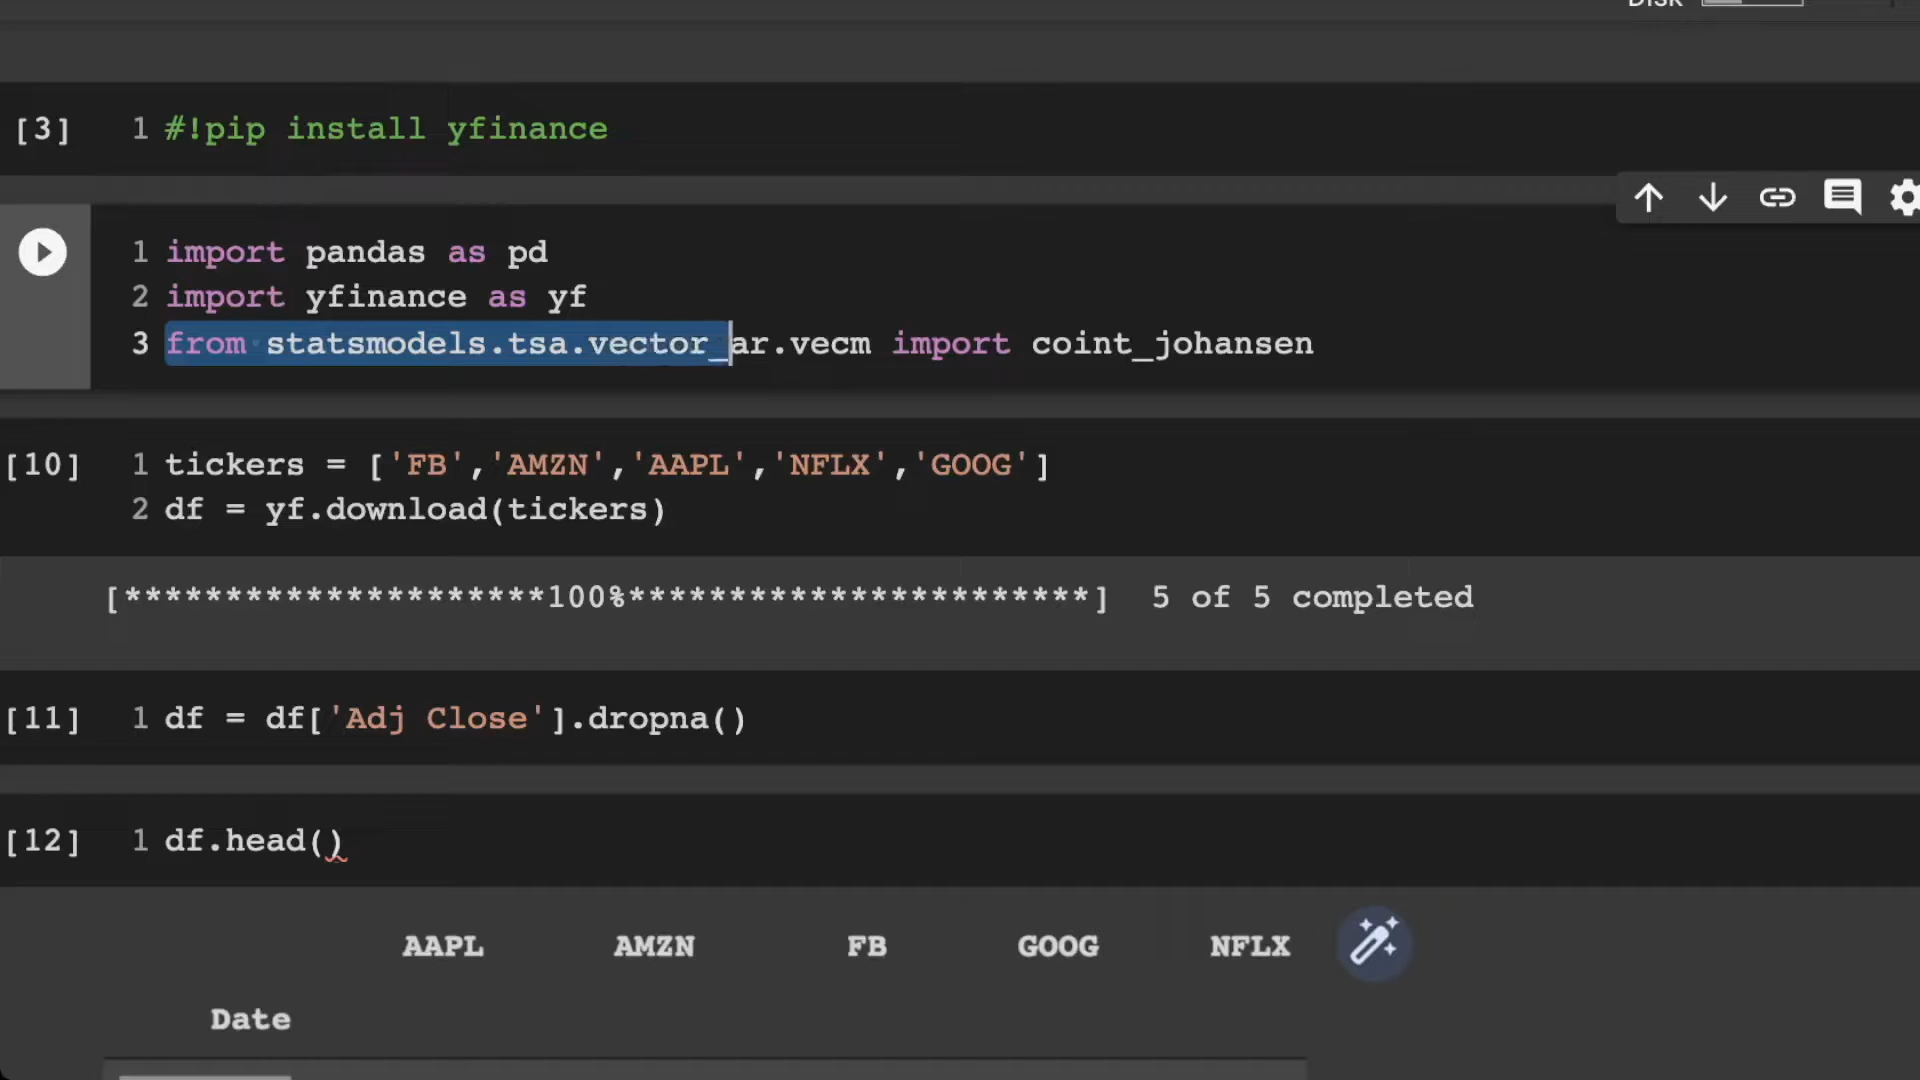 Disk
[3] 1 #!pip install yfinance
1 import pandas as pd
2 import yfinance as yf
3 from statsmodels.tsa.vector_ar.vecm import coint_johansen
[10] 1 tickers = ['FB','AMZN','AAPL','NFLX','GOOG']
2 df = yf.download(tickers)
[*********************100%***********************] 5 of 5 completed
[11] 1 df = df['Adj Close'].dropna()
[12] 1 df.head()
AAPL AMZN FB GOOG NFLX
Date